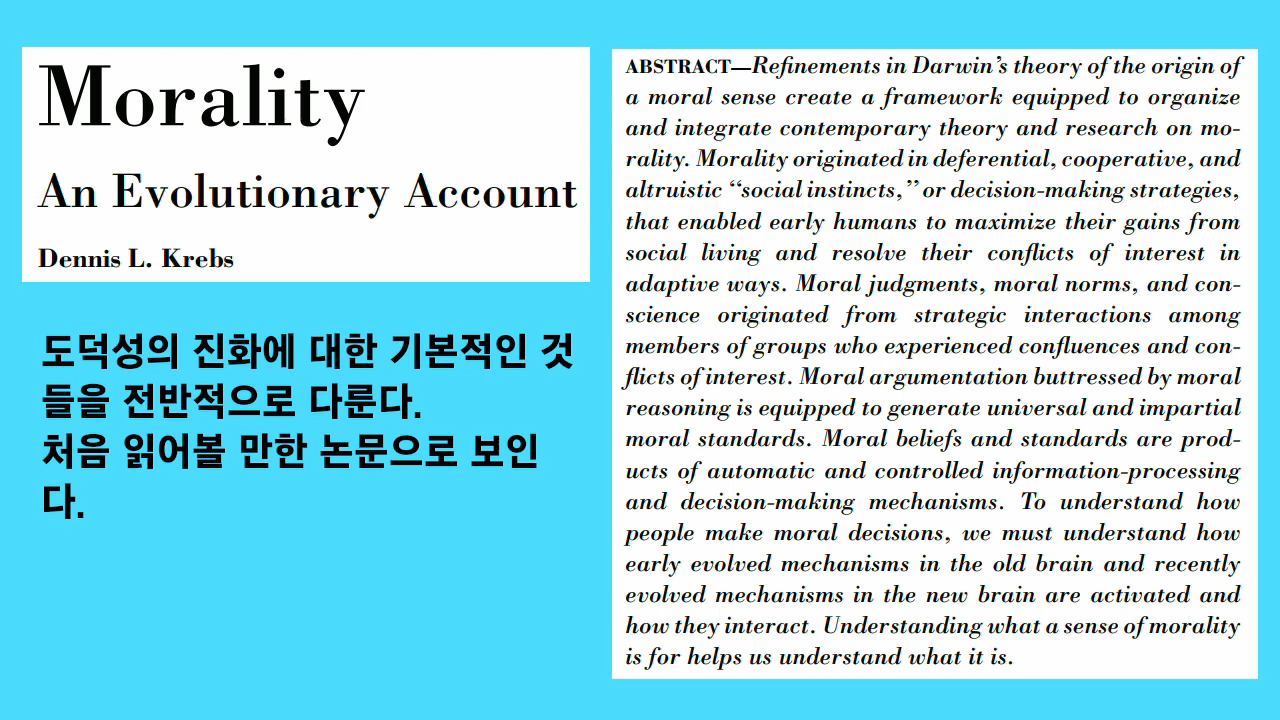 Morality
An Evolutionary Account
Dennis L. Krebs
도덕성의 진화에 대한 기본적인 것
들을 전반적으로 다룬다.
처음 읽어볼 만한 논문으로 보인
다.
ABSTRACT—Refinements in Darwin's theory of the origin of
a moral sense create a framework equipped to organize
and integrate contemporary theory and research on mo-
rality. Morality originated in deferential, cooperative, and
altruistic “social instincts,” or decision-making strategies,
that enabled early humans to maximize their gains from
social living and resolve their conflicts of interest in
adaptive ways. Moral judgments, moral norms, and con-
science originated from strategic interactions among
members of groups who experienced confluences and con-
flicts of interest. Moral argumentation buttressed by moral
reasoning is equipped to generate universal and impartial
moral standards. Moral beliefs and standards are prod-
ucts of automatic and controlled information-processing
and decision-making mechanisms. To understand how
people make moral decisions, we must understand how
early evolved mechanisms in the old brain and recently
evolved mechanisms in the new brain are activated and
how they interact. Understanding what a sense of morality
is for helps us understand what it is.